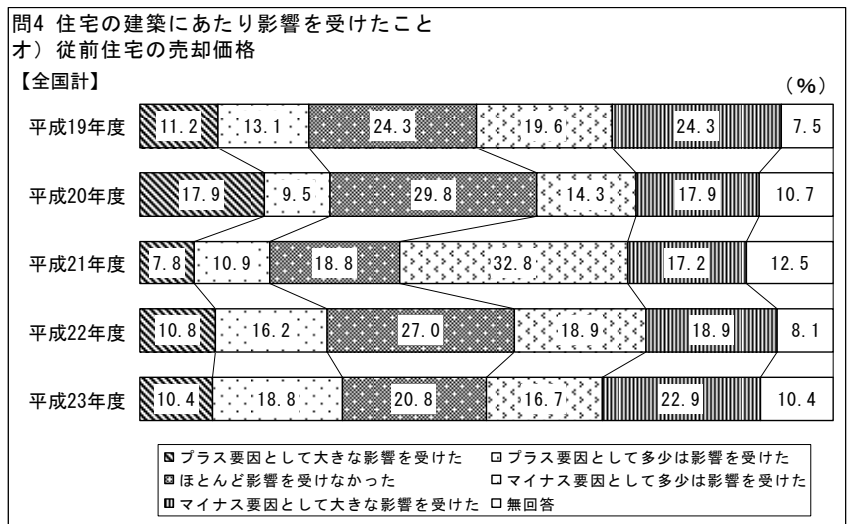 問4 住宅の建築にあたり影響を受けたこと
オ）従前住宅の売却価格
【全国計】
（％）
平成19年度 11.2 13.1 24.3 19.6 24.3 7.5
平成20年度 17.9 9.5 29.8 14.3 17.9 10.7
平成21年度 7.8 10.9 18.8 32.8 17.2 12.5
平成22年度 10.8 16.2 27.0 18.9 18.9 8.1
平成23年度 10.4 18.8 20.8 16.7 22.9 10.4
プラス要因として大きな影響を受けた プラス要因として多少は影響を受けた
ほとんど影響を受けなかった マイナス要因として多少は影響を受けた
マイナス要因として大きな影響を受けた 無回答